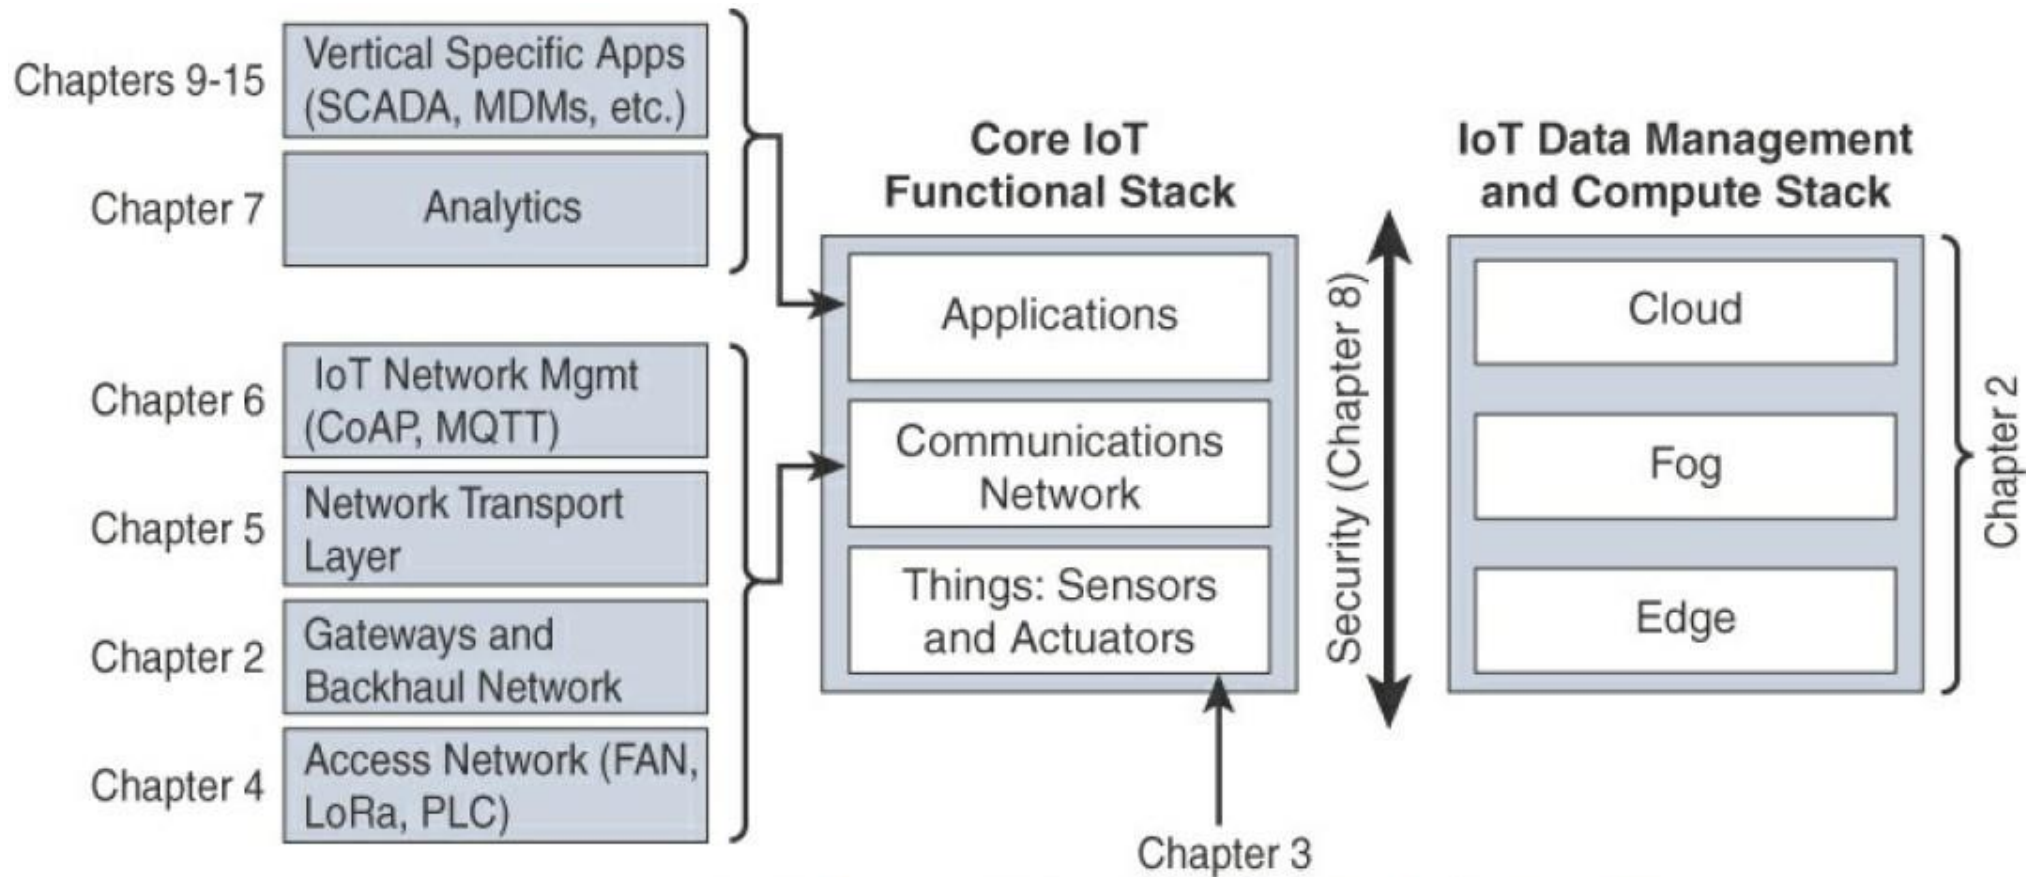 Chapters 9-15
Vertical Specific Apps
(SCADA, MDMs, etc.)
Chapter 7
Analytics
Chapter 6
IoT Network Mgmt
(CoAP, MQTT)
Chapter 5
Network Transport
Layer
Chapter 2
Gateways and
Backhaul Network
Chapter 4
Access Network (FAN,
LoRa, PLC)
Core IoT
Functional Stack
Applications
Communications
Network
Things: Sensors
and Actuators
Chapter 3
Security (Chapter 8)
IoT Data Management
and Compute Stack
Cloud
Fog
Edge
Chapter 2